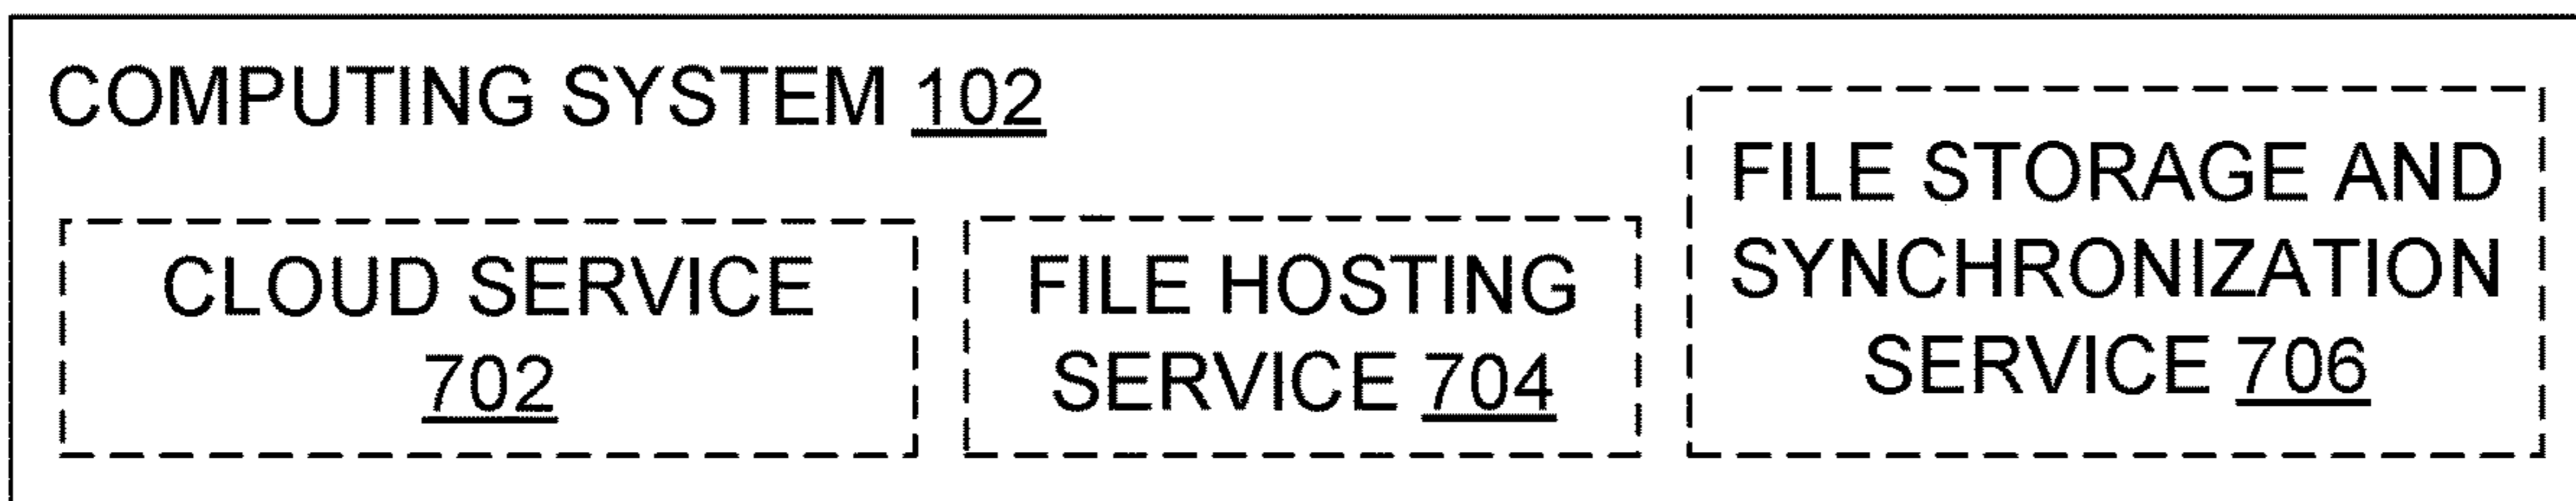 COMPUTING SYSTEM 102
CLOUD SERVICE
702
FILE HOSTING
SERVICE 704
FILE STORAGE AND
SYNCHRONIZATION
SERVICE 706